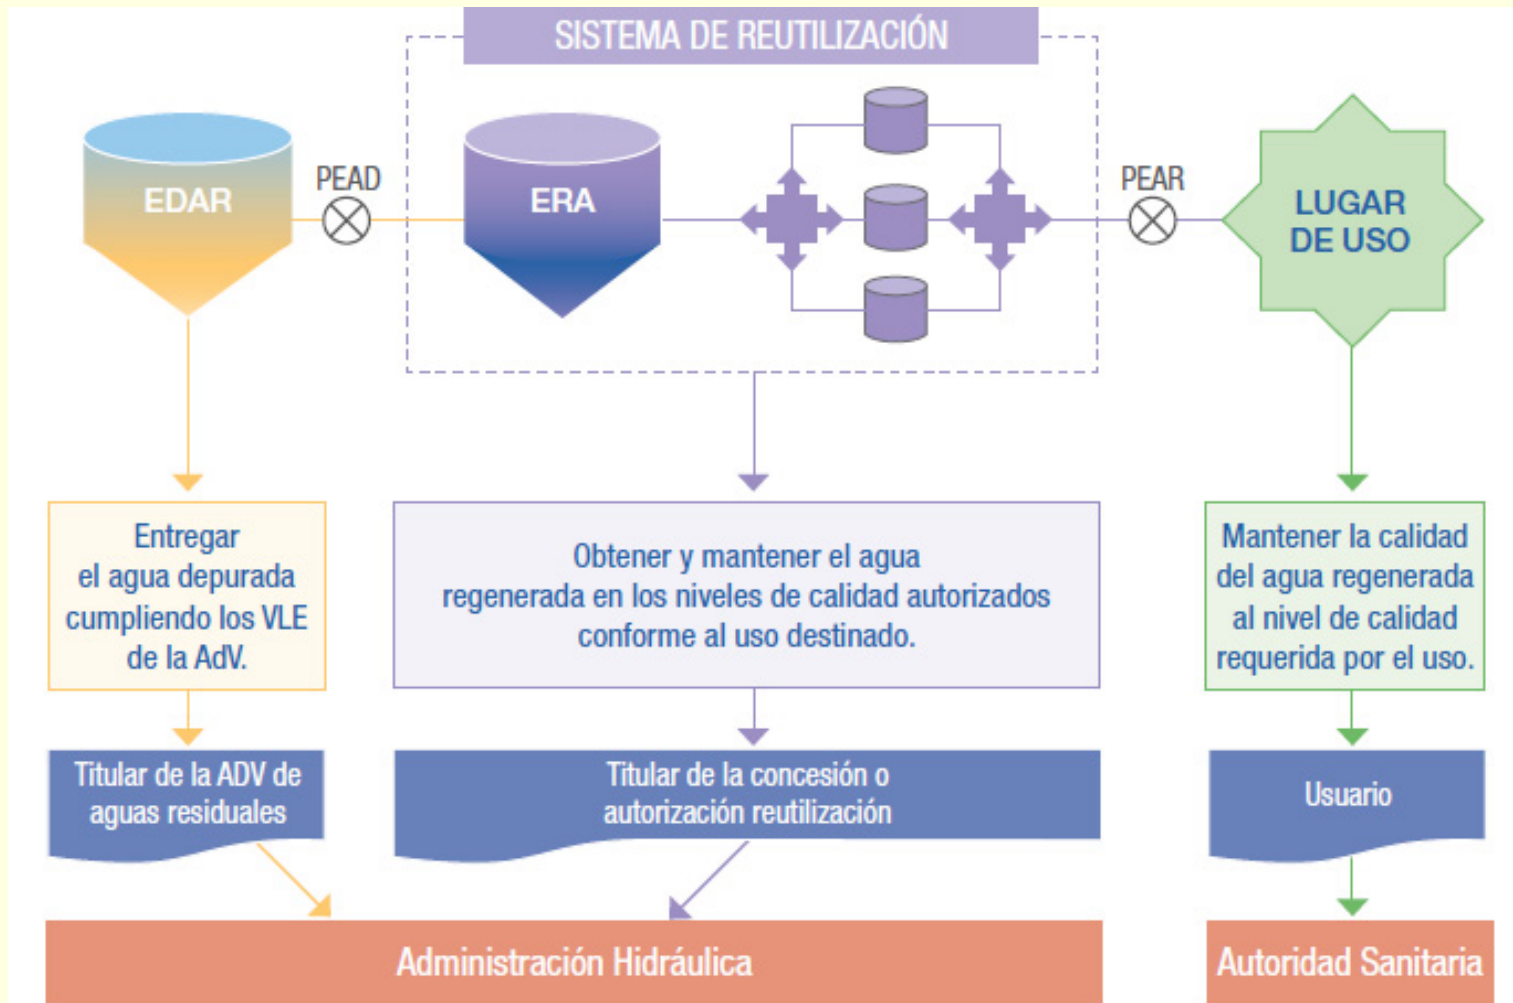 SISTEMA DE REUTILIZACIÓN
EDAR
PEAD
ERA
PEAR
LUGAR
DE USO
Entregar
el agua depurada
cumpliendo los VLE
de la AdV.
Obtener y mantener el agua
regenerada en los niveles de calidad autorizados
conforme al uso destinado.
Mantener la calidad
del agua regenerada
al nivel de calidad
requerida por el uso.
Titular de la ADV de
aguas residuales
Titular de la concesión o
autorización reutilización
Usuario
Administración Hidráulica
Autoridad Sanitaria